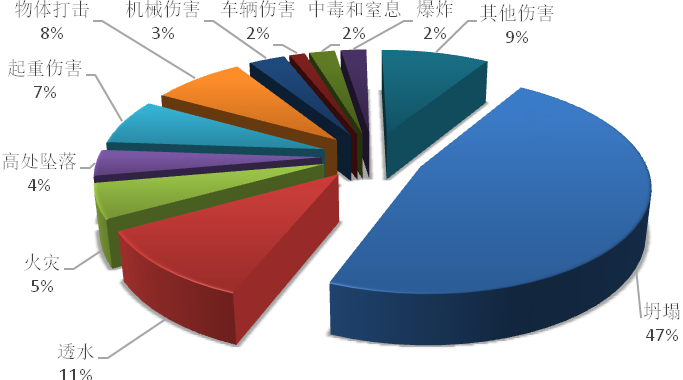 物体打击
8%
机械伤害
3%
车辆伤害
2%
中毒和窒息
2%
爆炸
2%
其他伤害
9%
起重伤害
7%
高处坠落
4%
火灾
5%
透水
11%
坍塌
47%